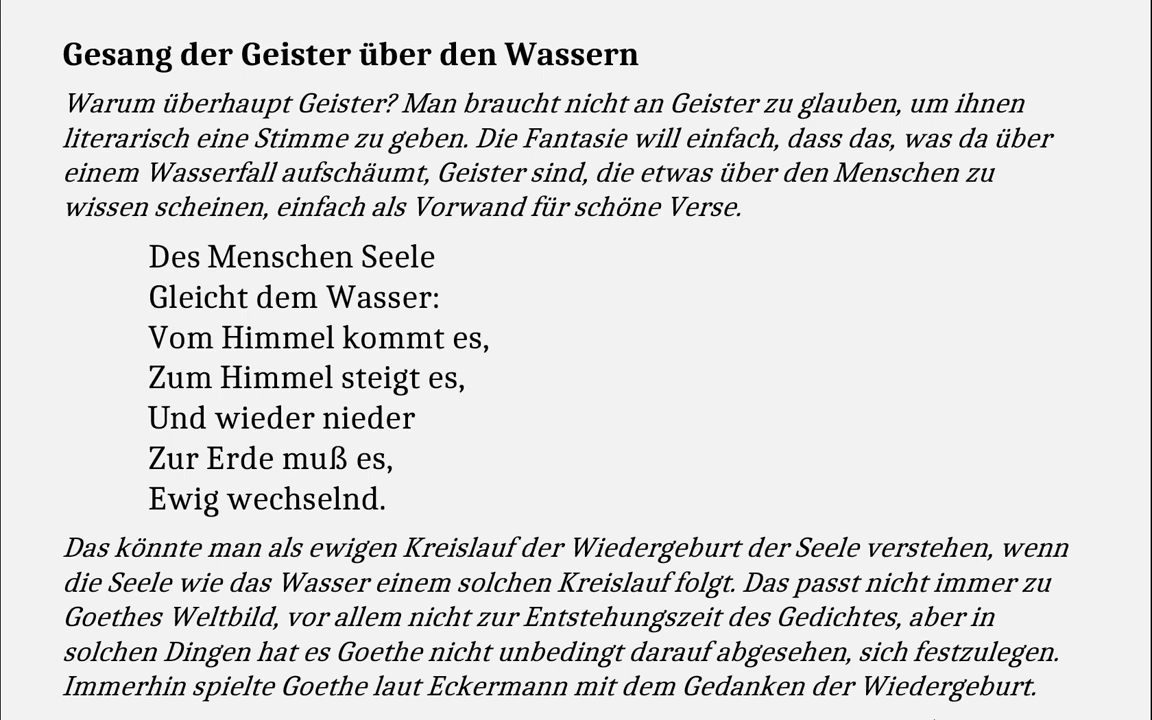 Gesang der Geister über den Wassern
Warum überhaupt Geister? Man braucht nicht an Geister zu glauben, um ihnen
literarisch eine Stimme zu geben. Die Fantasie will einfach, dass das, was da über
einem Wasserfall aufschäumt, Geister sind, die etwas über den Menschen zu
wissen scheinen, einfach als Vorwand für schöne Verse.
Des Menschen Seele
Gleicht dem Wasser:
Vom Himmel kommt es,
Zum Himmel steigt es,
Und wieder nieder
Zur Erde muß es,
Ewig wechselnd.
Das könnte man als ewigen Kreislauf der Wiedergeburt der Seele verstehen, wenn
die Seele wie das Wasser einem solchen Kreislauf folgt. Das passt nicht immer zu
Goethes Weltbild, vor allem nicht zur Entstehungszeit des Gedichtes, aber in
solchen Dingen hat es Goethe nicht unbedingt darauf abgesehen, sich festzulegen.
Immerhin spielte Goethe laut Eckermann mit dem Gedanken der Wiedergeburt.